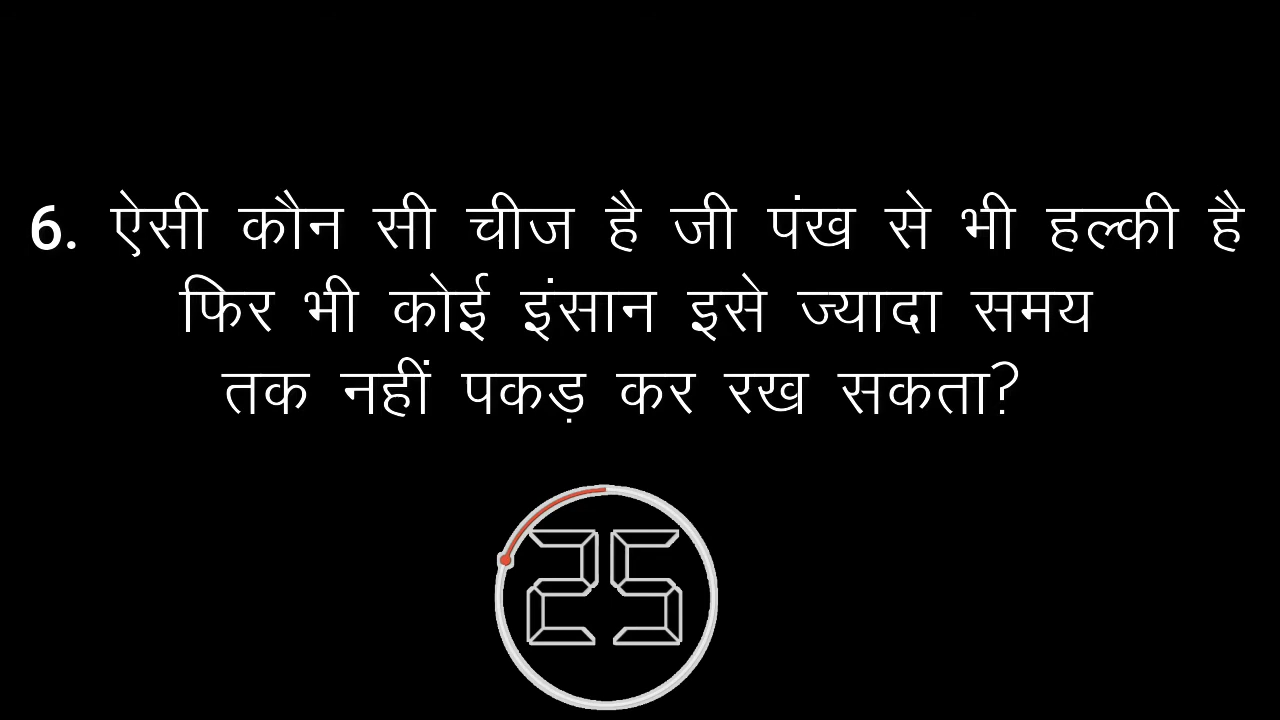 6. ऐसी कौन सी चीज है जी पंख से भी हल्की है
फिर भी कोई इंसान इसे ज्यादा समय
तक नहीं पकड़ कर रख सकता?
25